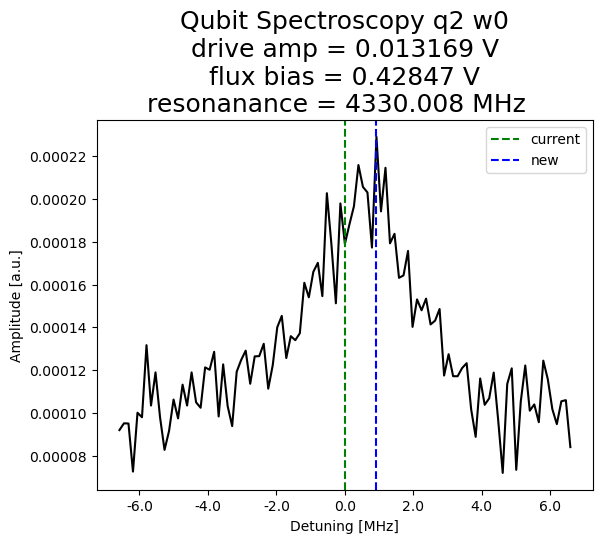 Qubit Spectroscopy q2 w0
drive amp = 0.013169 V
flux bias = 0.42847 V
resonanance = 4330.008 MHz
current
new
Amplitude [a.u.]
0.00022
0.00020
0.00018
0.00016
0.00014
0.00012
0.00010
0.00008
-6.0 -4.0 -2.0 0.0 2.0 4.0 6.0
Detuning [MHz]